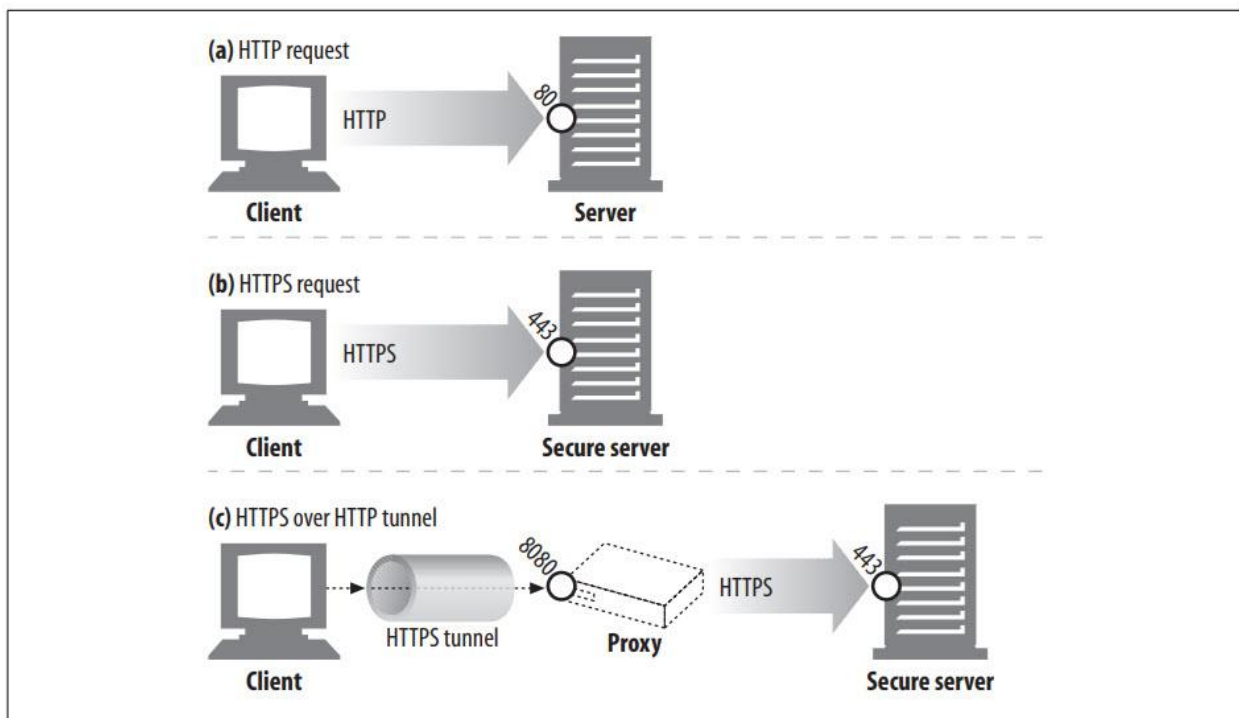 (a) HTTP request
80
HTTP
Client
Server
(b) HTTPS request
443
HTTPS
Client
Secure server
(c) HTTPS over HTTP tunnel
8080
443
HTTPS
HTTPS tunnel
Proxy
Client
Secure server